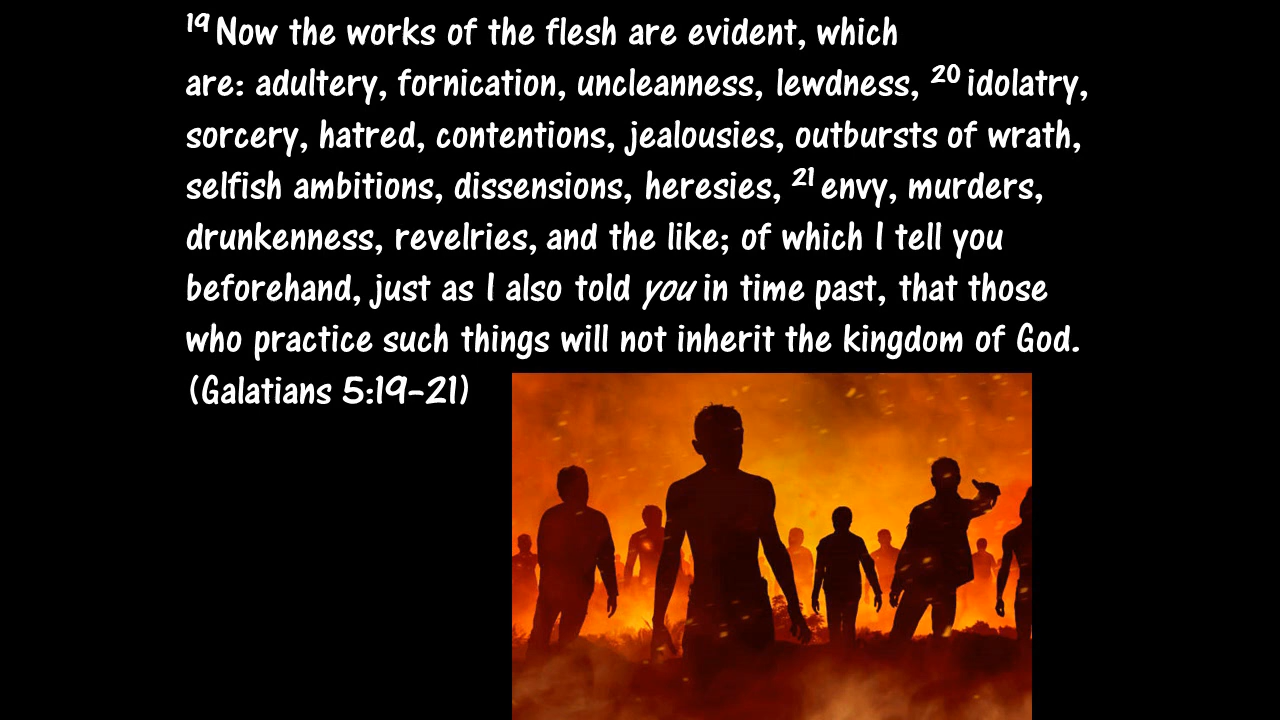 19 Now the works of the flesh are evident, which
are: adultery, fornication, uncleanness, lewdness, 20 idolatry,
sorcery, hatred, contentions, jealousies, outbursts of wrath,
selfish ambitions, dissensions, heresies, 21 envy, murders,
drunkenness, revelries, and the like; of which I tell you
beforehand, just as I also told you in time past, that those
who practice such things will not inherit the kingdom of God.
(Galatians 5:19-21)